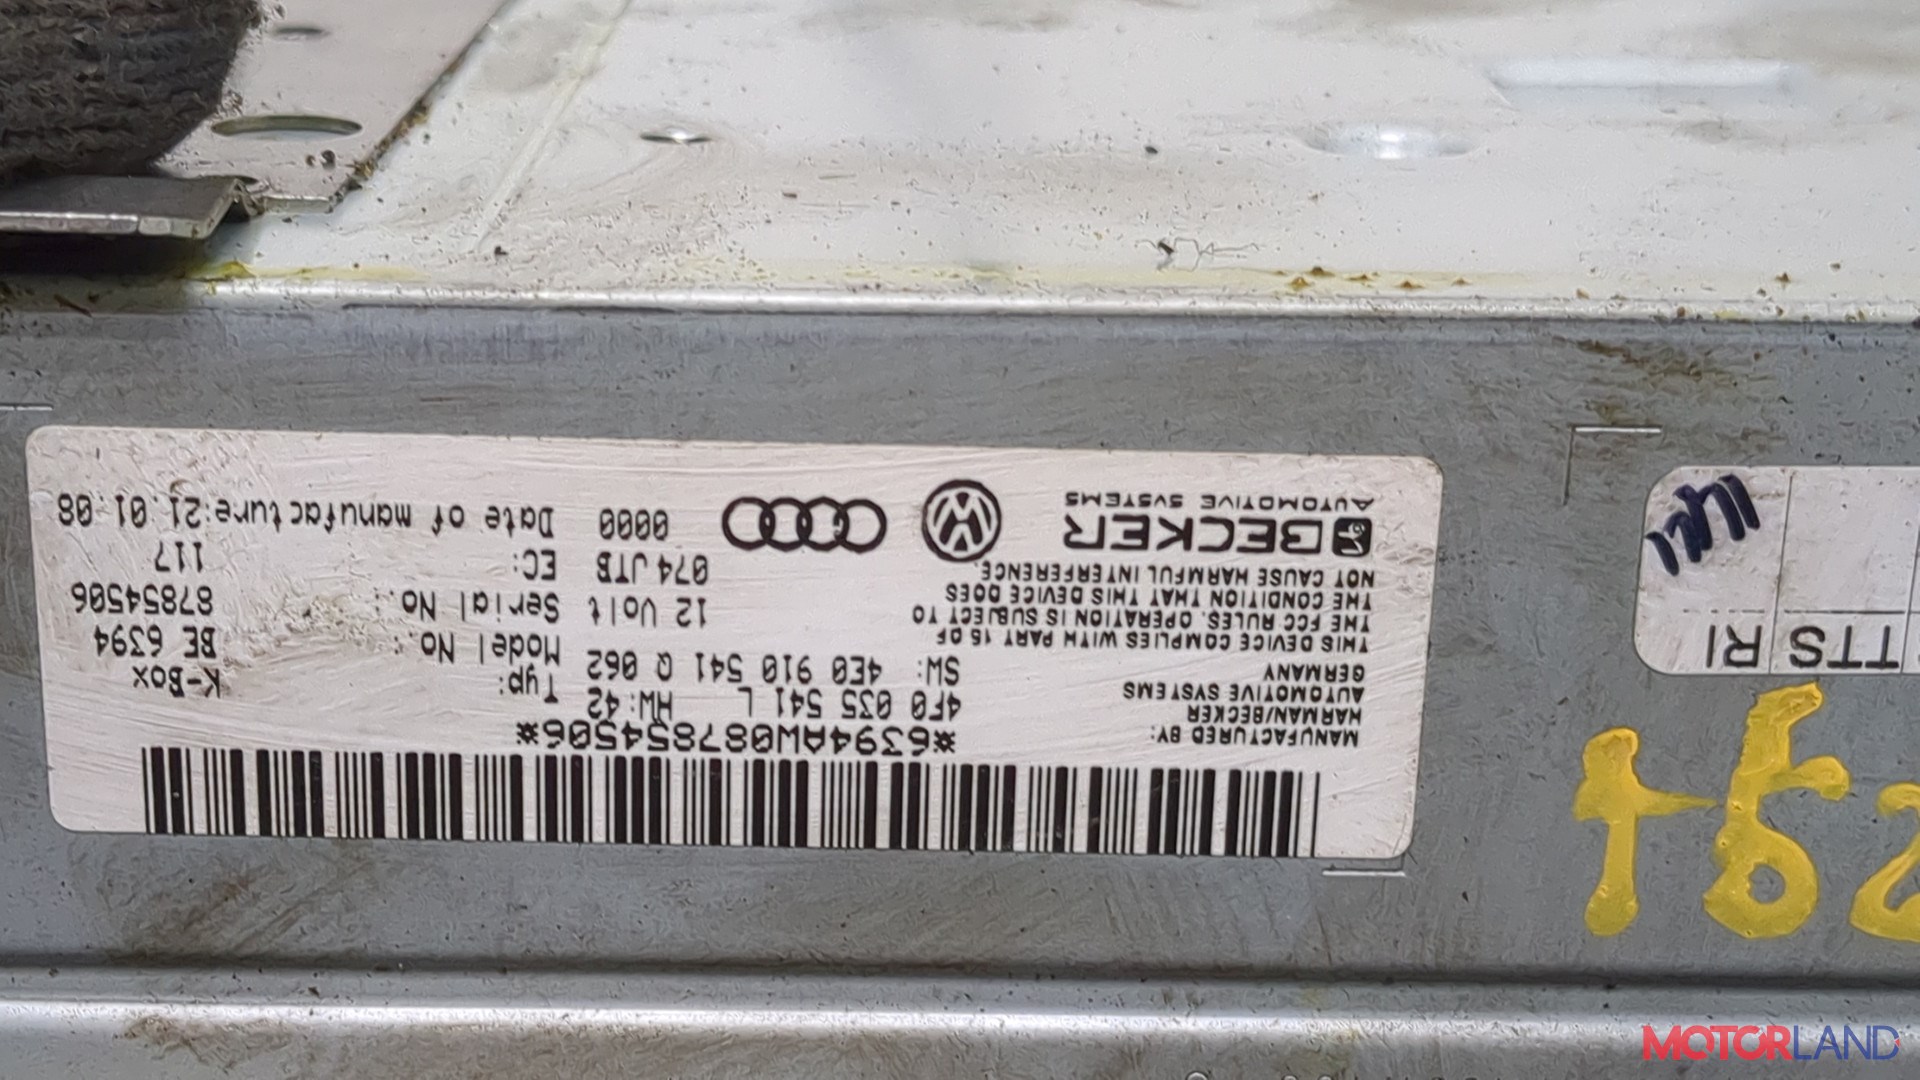 BECKER
AUTOMOTIVE SYSTEMS
MANUFACTURED BY:
HARMAN/BECKER
AUTOMOTIVE SYSTEMS
GERMANY
THIS DEVICE COMPLIES WITH PART 15 OF
THE FCC RULES. OPERATION IS SUBJECT TO
THE CONDITION THAT THIS DEVICE DOES
NOT CAUSE HARMFUL INTERFERENCE.
*6394AW087854506*
4F0 035 541 L HW:42 Typ: K-Box
SW: 4E0 910 541 Q 062 Model No.: BE 6394
12 Volt Serial No.: 87854506
074 JTB EC: 117
0000 Date of manufacture:21.01.08
TTS RI
MOTORLAND